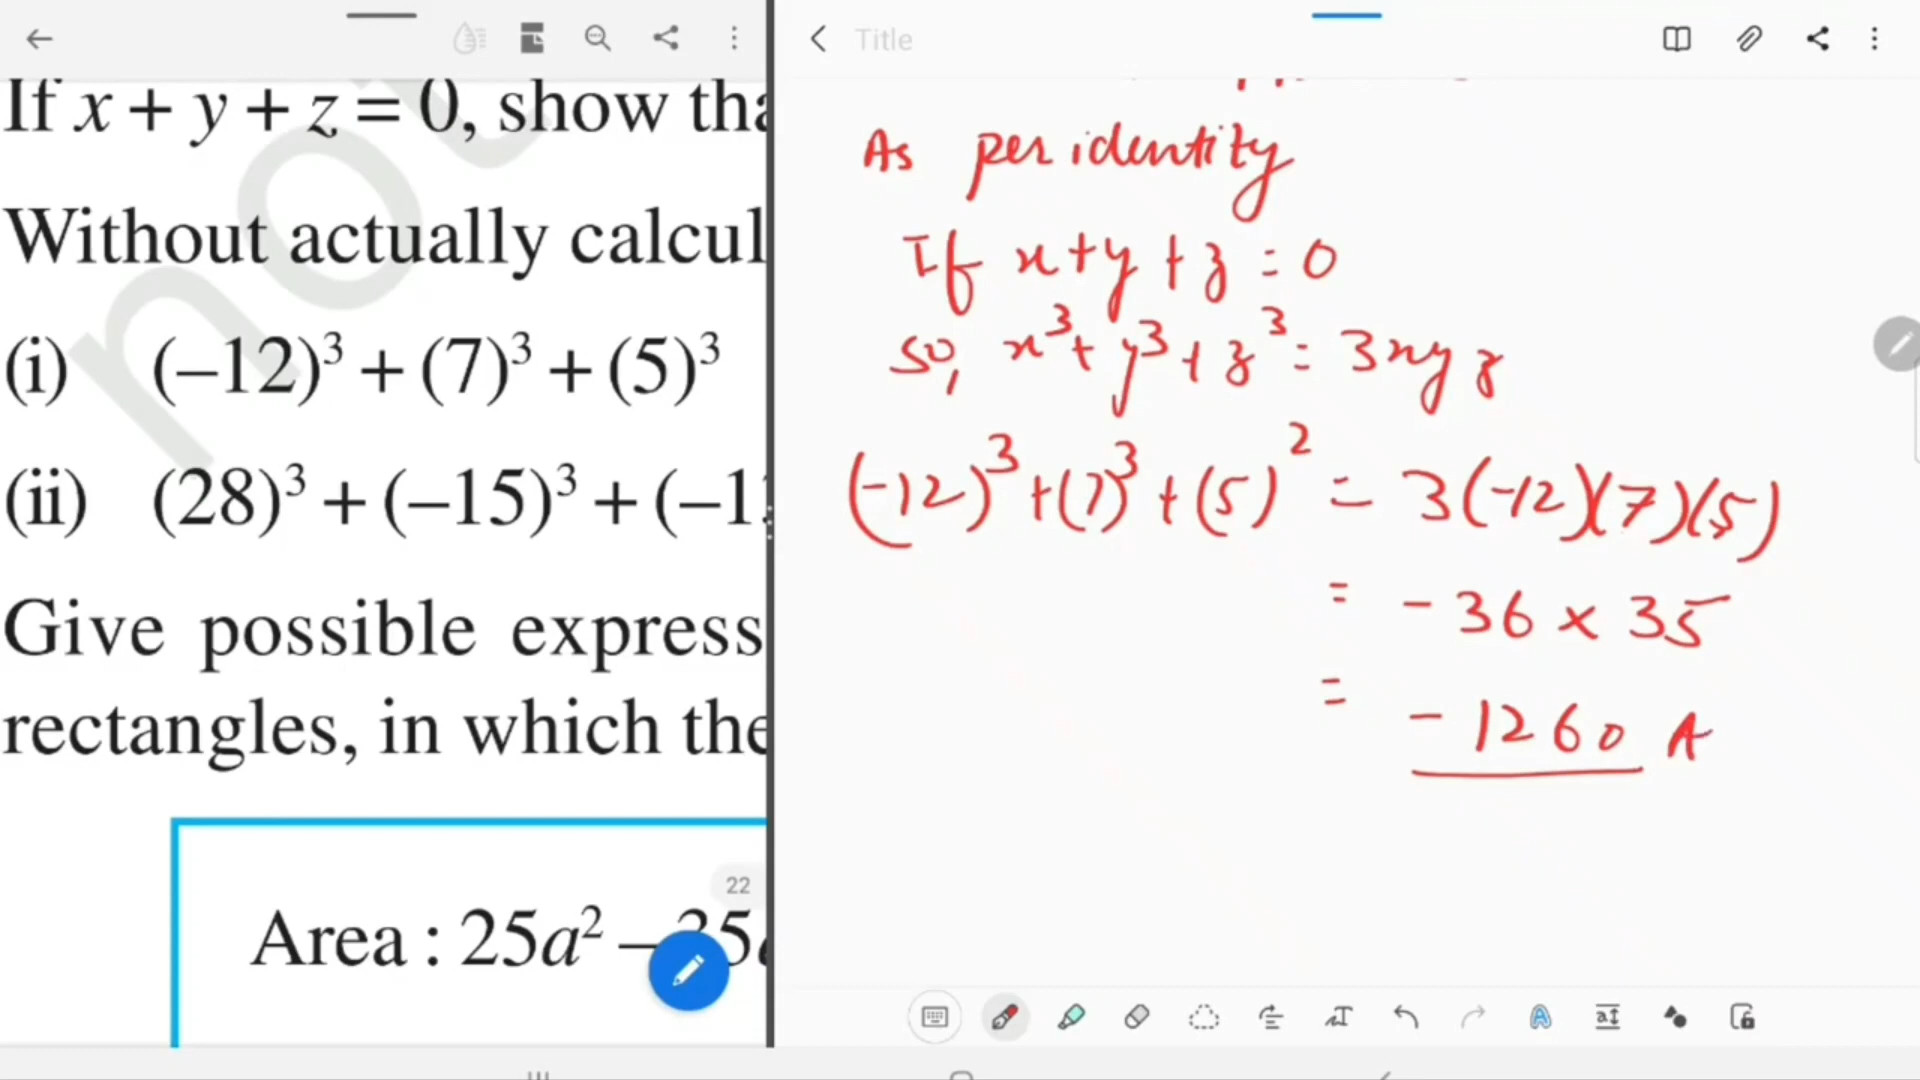 If x + y + z = 0, show tha
Without actually calcul
(i) (–12)³ + (7)³ + (5)³
(ii) (28)³ + (–15)³ + (–1
Give possible express
rectangles, in which the
22
Area : 25a² – 35
not
Title
As per identity
If x+y+z = 0
so, x³+y³+z³ = 3xyz
(-12)³+(7)³+(5)² = 3(-12)(7)(5)
= -36 × 35
= -1260 A